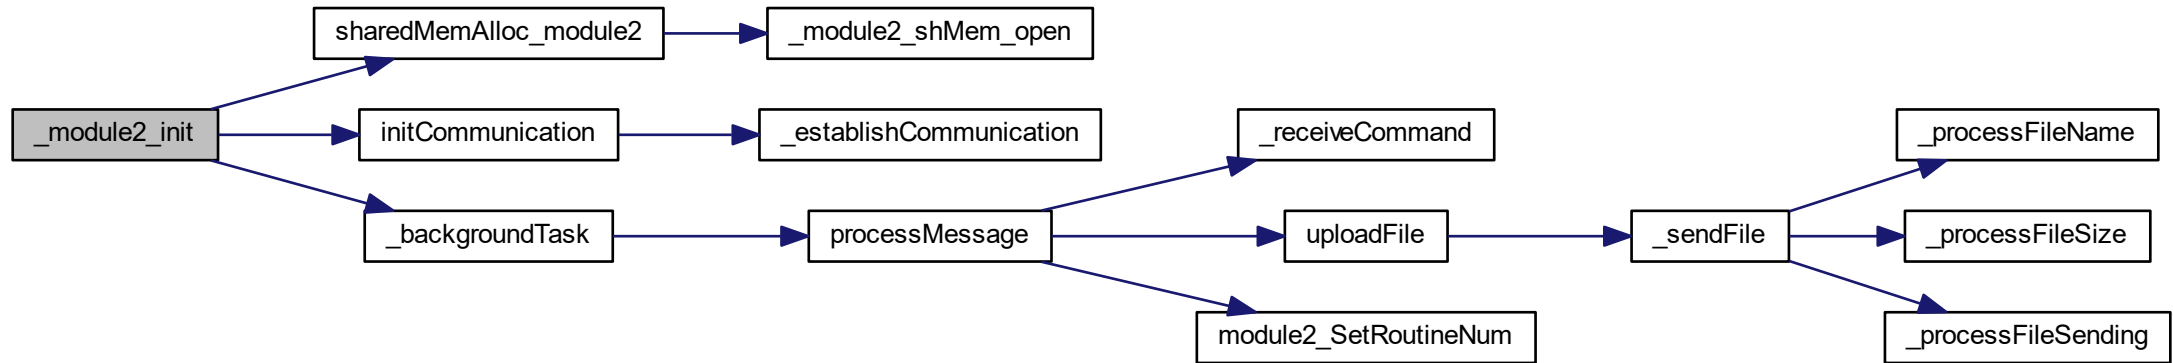 sharedMemAlloc_module2
_module2_shMem_open
_module2_init
initCommunication
_establishCommunication
_receiveCommand
_processFileName
_backgroundTask
processMessage
uploadFile
_sendFile
_processFileSize
module2_SetRoutineNum
_processFileSending